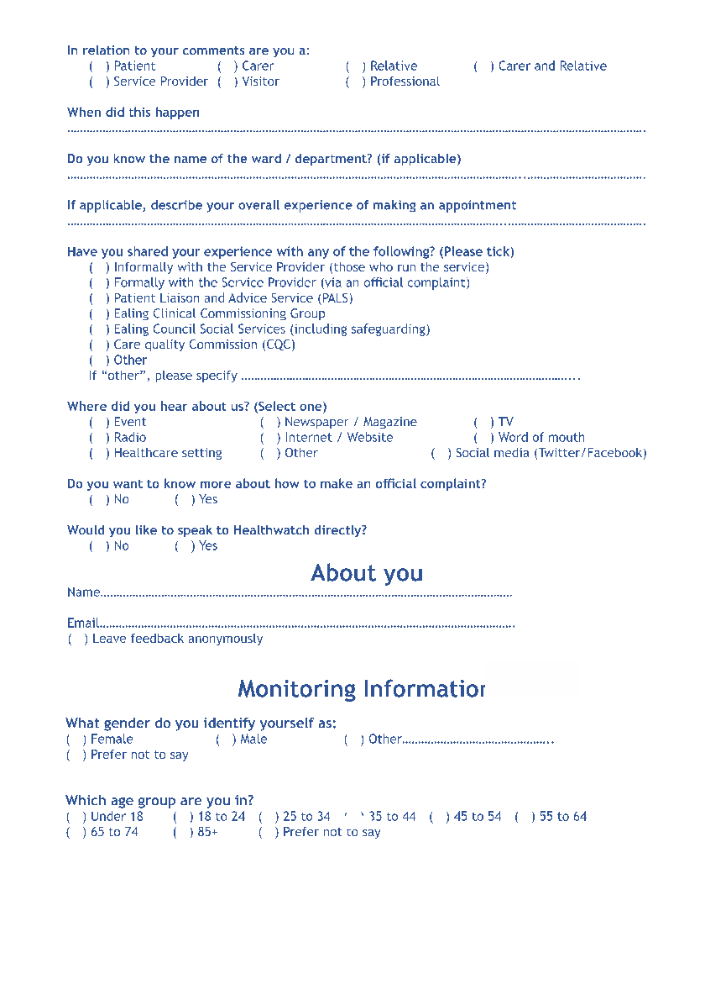 In relation to your comments are you a:
( ) Patient ( ) Carer ( ) Relative ( ) Carer and Relative
( ) Service Provider ( ) Visitor ( ) Professional
When did this happen
Do you know the name of the ward / department? (if applicable)
If applicable, describe your overall experience of making an appointment
Have you shared your experience with any of the following? (Please tick)
( ) Informally with the Service Provider (those who run the service)
( ) Formally with the Service Provider (via an official complaint)
( ) Patient Liaison and Advice Service (PALS)
( ) Ealing Clinical Commissioning Group
( ) Ealing Council Social Services (including safeguarding)
( ) Care quality Commission (CQC)
( ) Other
If “other”, please specify ................................................
Where did you hear about us? (Select one)
( ) Event ( ) Newspaper / Magazine ( ) TV
( ) Radio ( ) Internet / Website ( ) Word of mouth
( ) Healthcare setting ( ) Other ( ) Social media (Twitter/Facebook)
Do you want to know more about how to make an official complaint?
( ) No ( ) Yes
Would you like to speak to Healthwatch directly?
( ) No ( ) Yes
About you
Name................................................
Email................................................
( ) Leave feedback anonymously
Monitoring Information
What gender do you identify yourself as:
( ) Female ( ) Male ( ) Other................................
( ) Prefer not to say
Which age group are you in?
( ) Under 18 ( ) 18 to 24 ( ) 25 to 34 ( ) 35 to 44 ( ) 45 to 54 ( ) 55 to 64
( ) 65 to 74 ( ) 85+ ( ) Prefer not to say